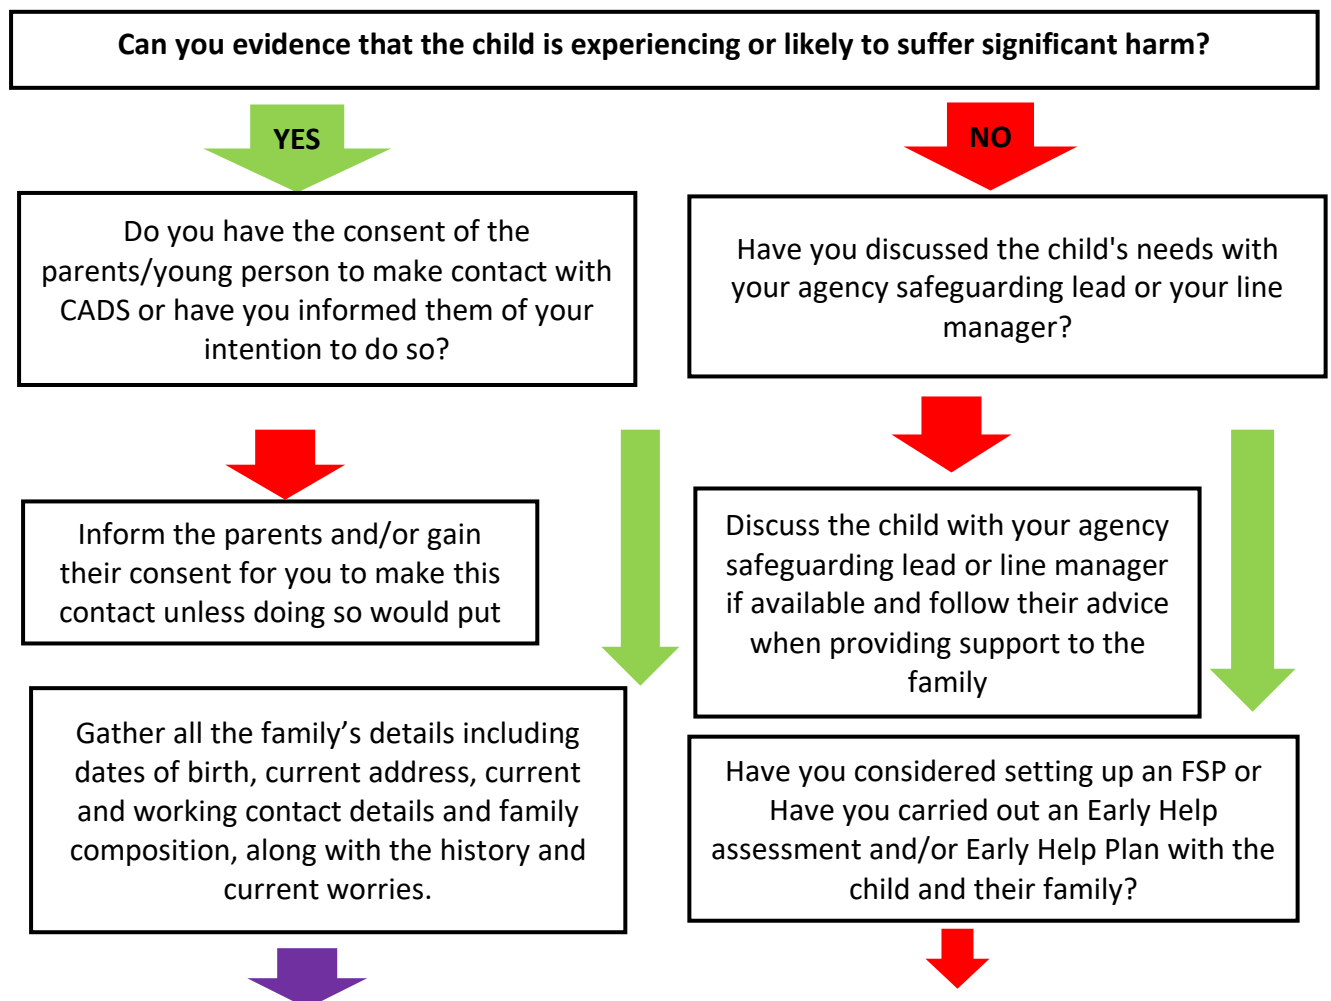 Can you evidence that the child is experiencing or likely to suffer significant harm?
YES
NO
Do you have the consent of the
parents/young person to make contact with
CADS or have you informed them of your
intention to do so?
Have you discussed the child's needs with
your agency safeguarding lead or your line
manager?
Inform the parents and/or gain
their consent for you to make this
contact unless doing so would put
Discuss the child with your agency
safeguarding lead or line manager
if available and follow their advice
when providing support to the
family
Gather all the family’s details including
dates of birth, current address, current
and working contact details and family
composition, along with the history and
current worries.
Have you considered setting up an FSP or
Have you carried out an Early Help
assessment and/or Early Help Plan with the
child and their family?